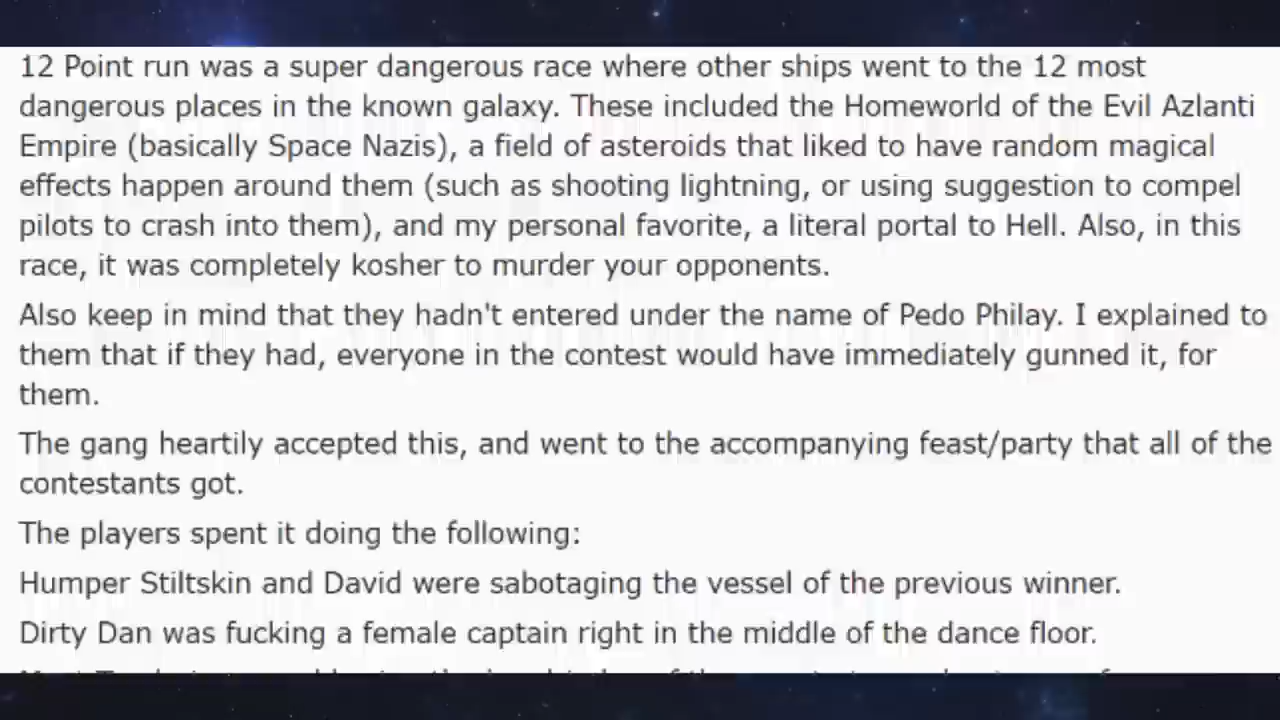 12 Point run was a super dangerous race where other ships went to the 12 most
dangerous places in the known galaxy. These included the Homeworld of the Evil Azlanti
Empire (basically Space Nazis), a field of asteroids that liked to have random magical
effects happen around them (such as shooting lightning, or using suggestion to compel
pilots to crash into them), and my personal favorite, a literal portal to Hell. Also, in this
race, it was completely kosher to murder your opponents.
Also keep in mind that they hadn't entered under the name of Pedo Philay. I explained to
them that if they had, everyone in the contest would have immediately gunned it, for
them.
The gang heartily accepted this, and went to the accompanying feast/party that all of the
contestants got.
The players spent it doing the following:
Humper Stiltskin and David were sabotaging the vessel of the previous winner.
Dirty Dan was fucking a female captain right in the middle of the dance floor.